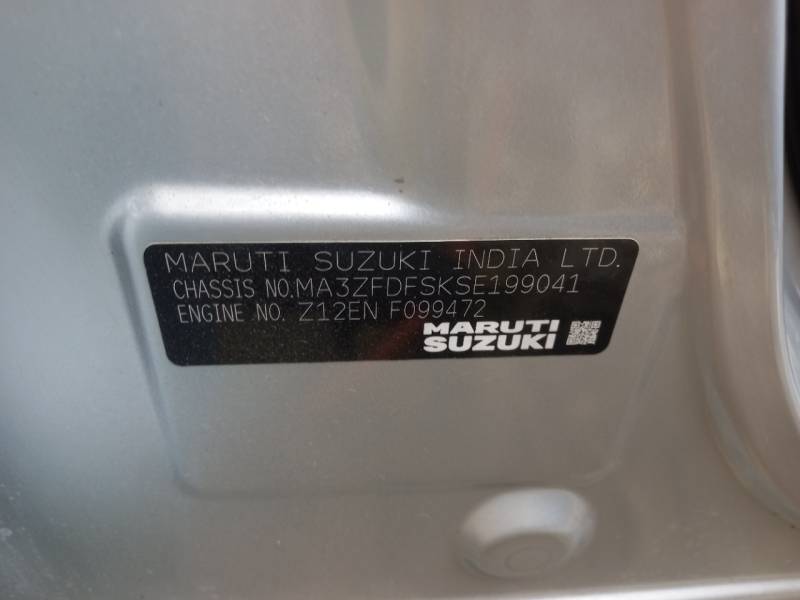 MARUTI SUZUKI INDIA LTD.
CHASSIS NO.MA3ZFDFSKSE199041
ENGINE NO. Z12EN F099472
MARUTI
SUZUKI